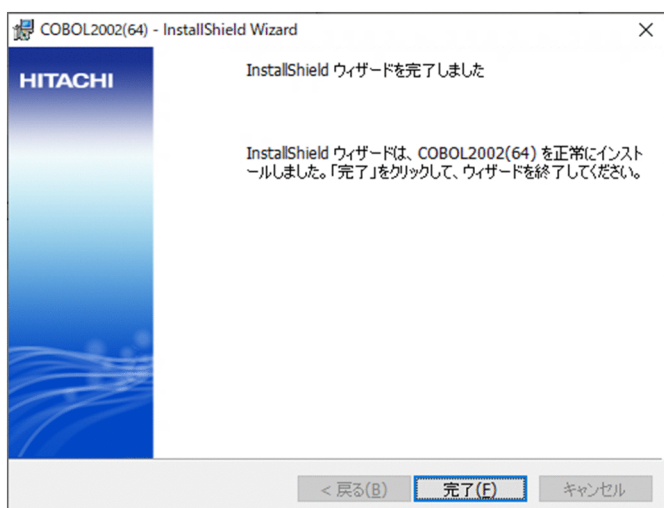 COBOL2002(64) - InstallShield Wizard
HITACHI
InstallShield ウィザードを完了しました
InstallShield ウィザードは、COBOL2002(64) を正常にインスト
ールしました。「完了」をクリックして、ウィザードを終了してください。
< 戻る(B)
完了(F)
キャンセル